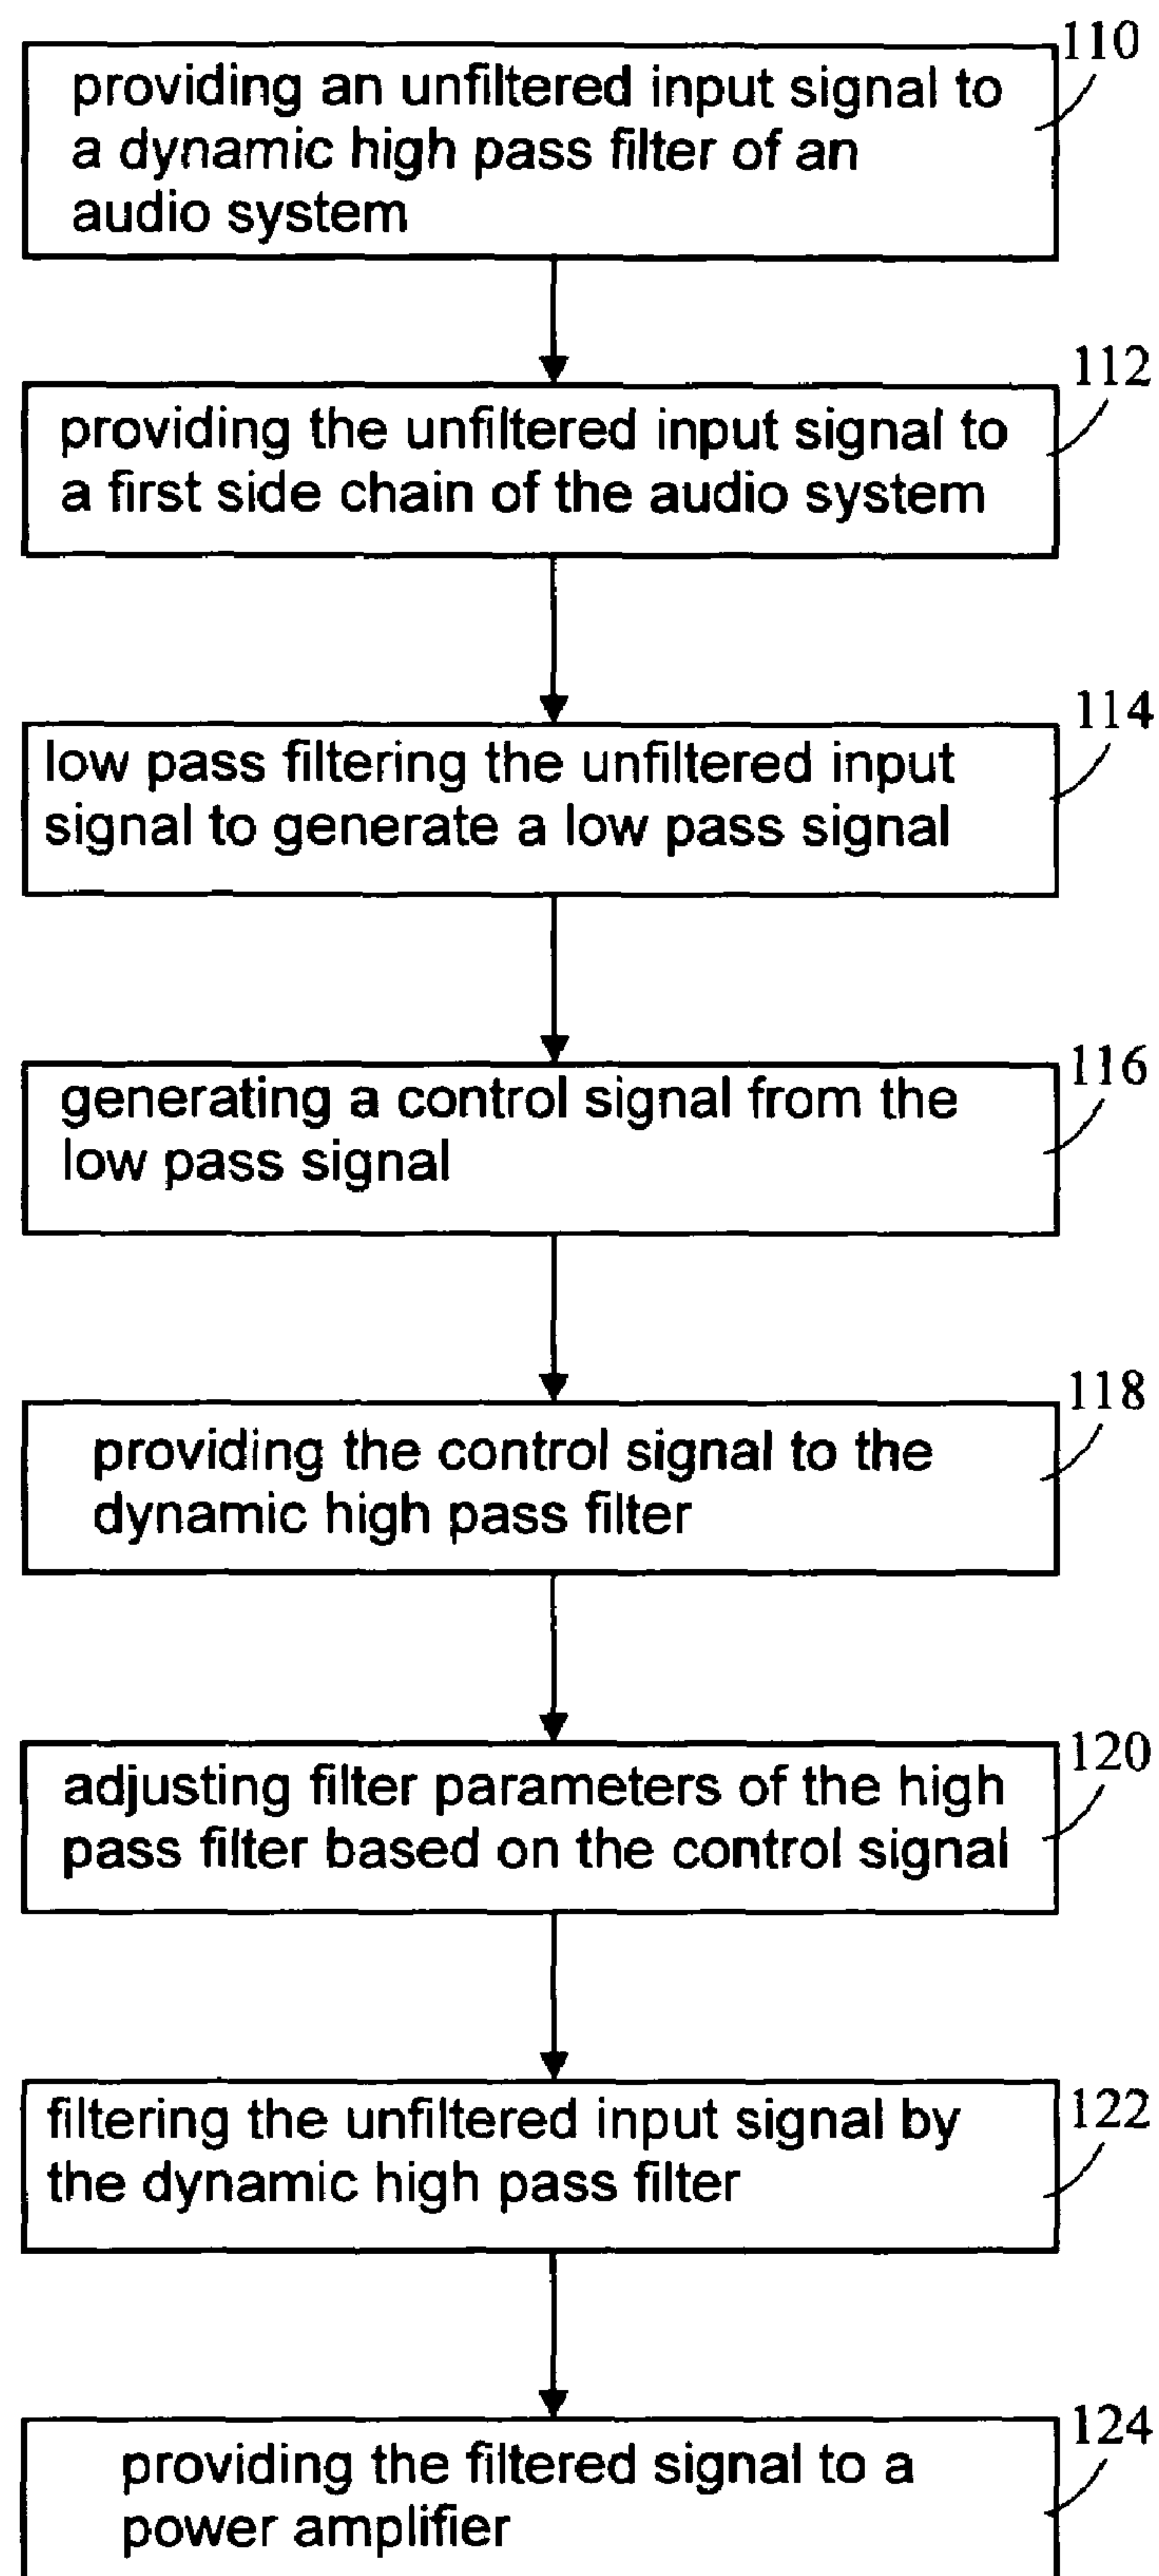 110
providing an unfiltered input signal to
a dynamic high pass filter of an
audio system
112
providing the unfiltered input signal to
a first side chain of the audio system
114
low pass filtering the unfiltered input
signal to generate a low pass signal
116
generating a control signal from the
low pass signal
118
providing the control signal to the
dynamic high pass filter
120
adjusting filter parameters of the high
pass filter based on the control signal
122
filtering the unfiltered input signal by
the dynamic high pass filter
124
providing the filtered signal to a
power amplifier